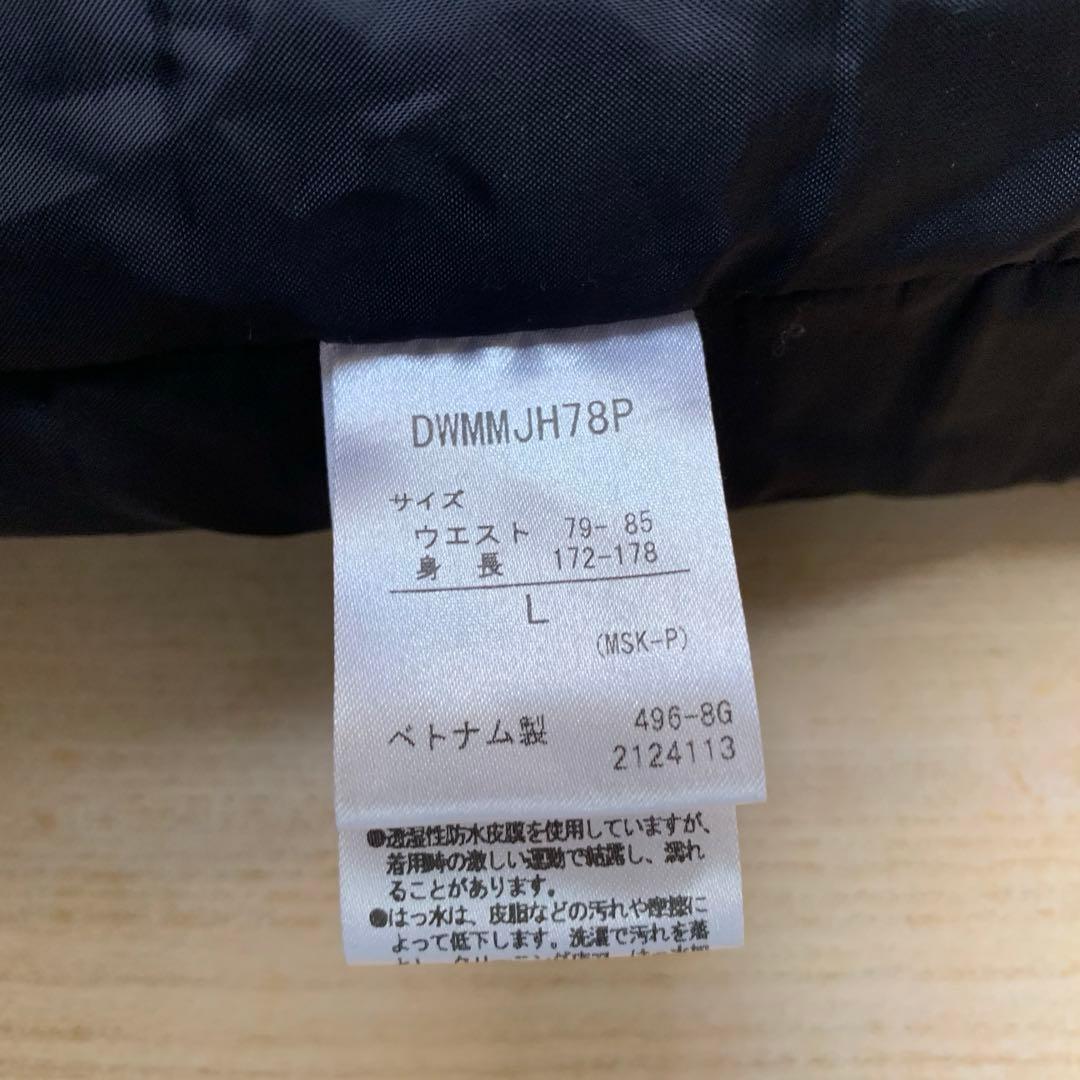 DWMMJH78P
サイズ
ウエスト 79- 85
身 長 172-178
L
(MSK-P)
ベトナム製 496-8G
2124113
●透湿性防水皮膜を使用していますが、
着用時の激しい運動で結露し、濡れ
ることがあります。
●はっ水は、皮脂などの汚れや摩擦に
よって低下します。洗濯で汚れを落